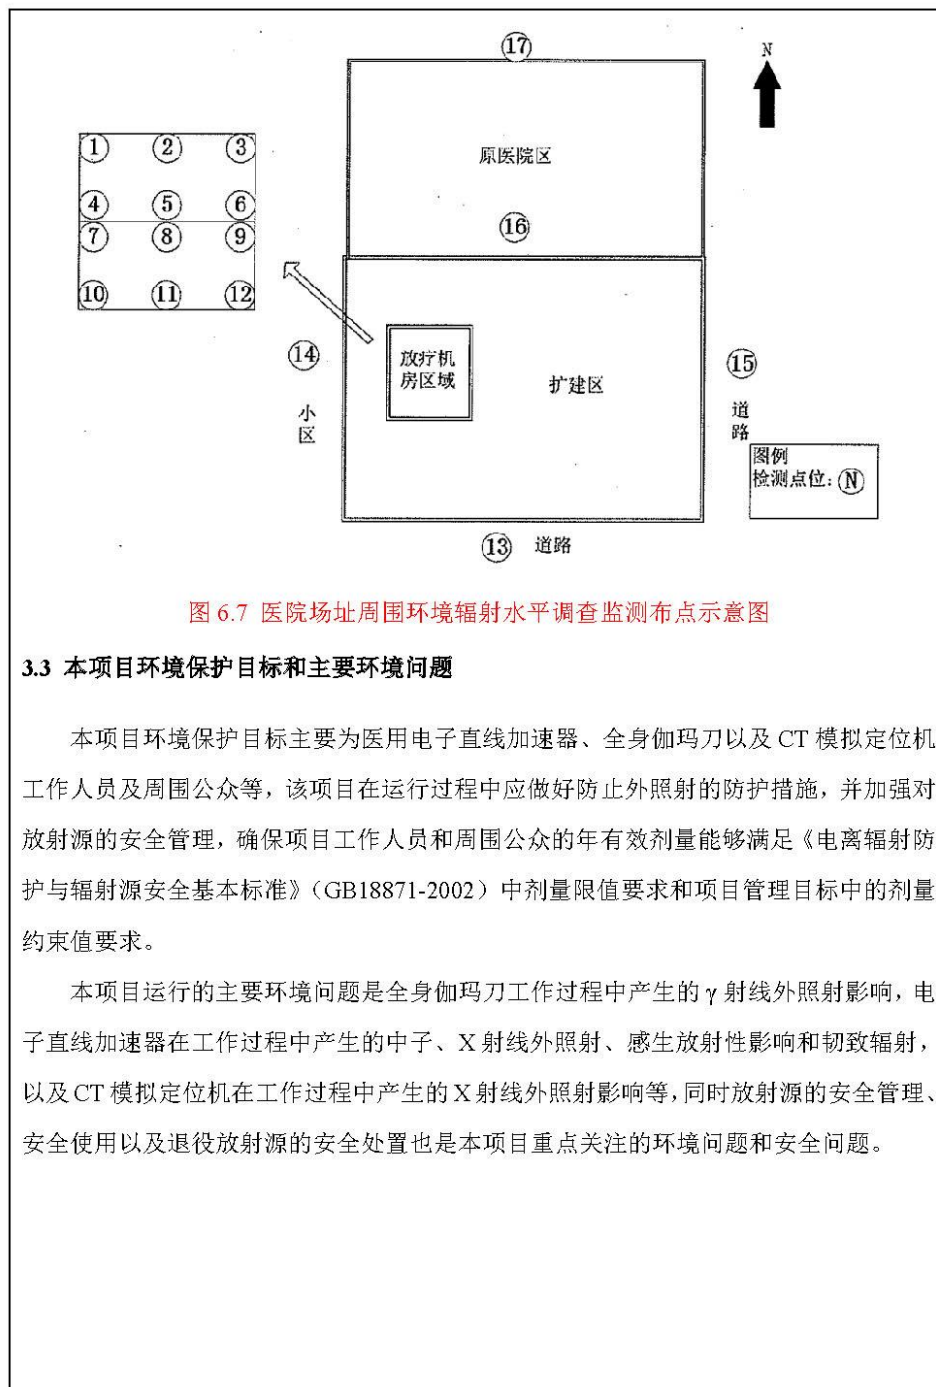 ⑰
N
① ② ③
原医院区
④ ⑤ ⑥
⑯
⑦ ⑧ ⑨
⑩ ⑪ ⑫
⑭
放疗机
房区域
扩建区
⑮
小区
道路
图例
检测点位：Ⓝ
⑬ 道路
图 6.7 医院场址周围环境辐射水平调查监测布点示意图
3.3 本项目环境保护目标和主要环境问题
本项目环境保护目标主要为医用电子直线加速器、全身伽玛刀以及 CT 模拟定位机
工作人员及周围公众等，该项目在运行过程中应做好防止外照射的防护措施，并加强对
放射源的安全管理，确保项目工作人员和周围公众的年有效剂量能够满足《电离辐射防
护与辐射源安全基本标准》（GB18871-2002）中剂量限值要求和项目管理目标中的剂量
约束值要求。
本项目运行的主要环境问题是全身伽玛刀工作过程中产生的 γ 射线外照射影响，电
子直线加速器在工作过程中产生的中子、X 射线外照射、感生放射性影响和韧致辐射，
以及 CT 模拟定位机在工作过程中产生的 X 射线外照射影响等，同时放射源的安全管理、
安全使用以及退役放射源的安全处置也是本项目重点关注的环境问题和安全问题。